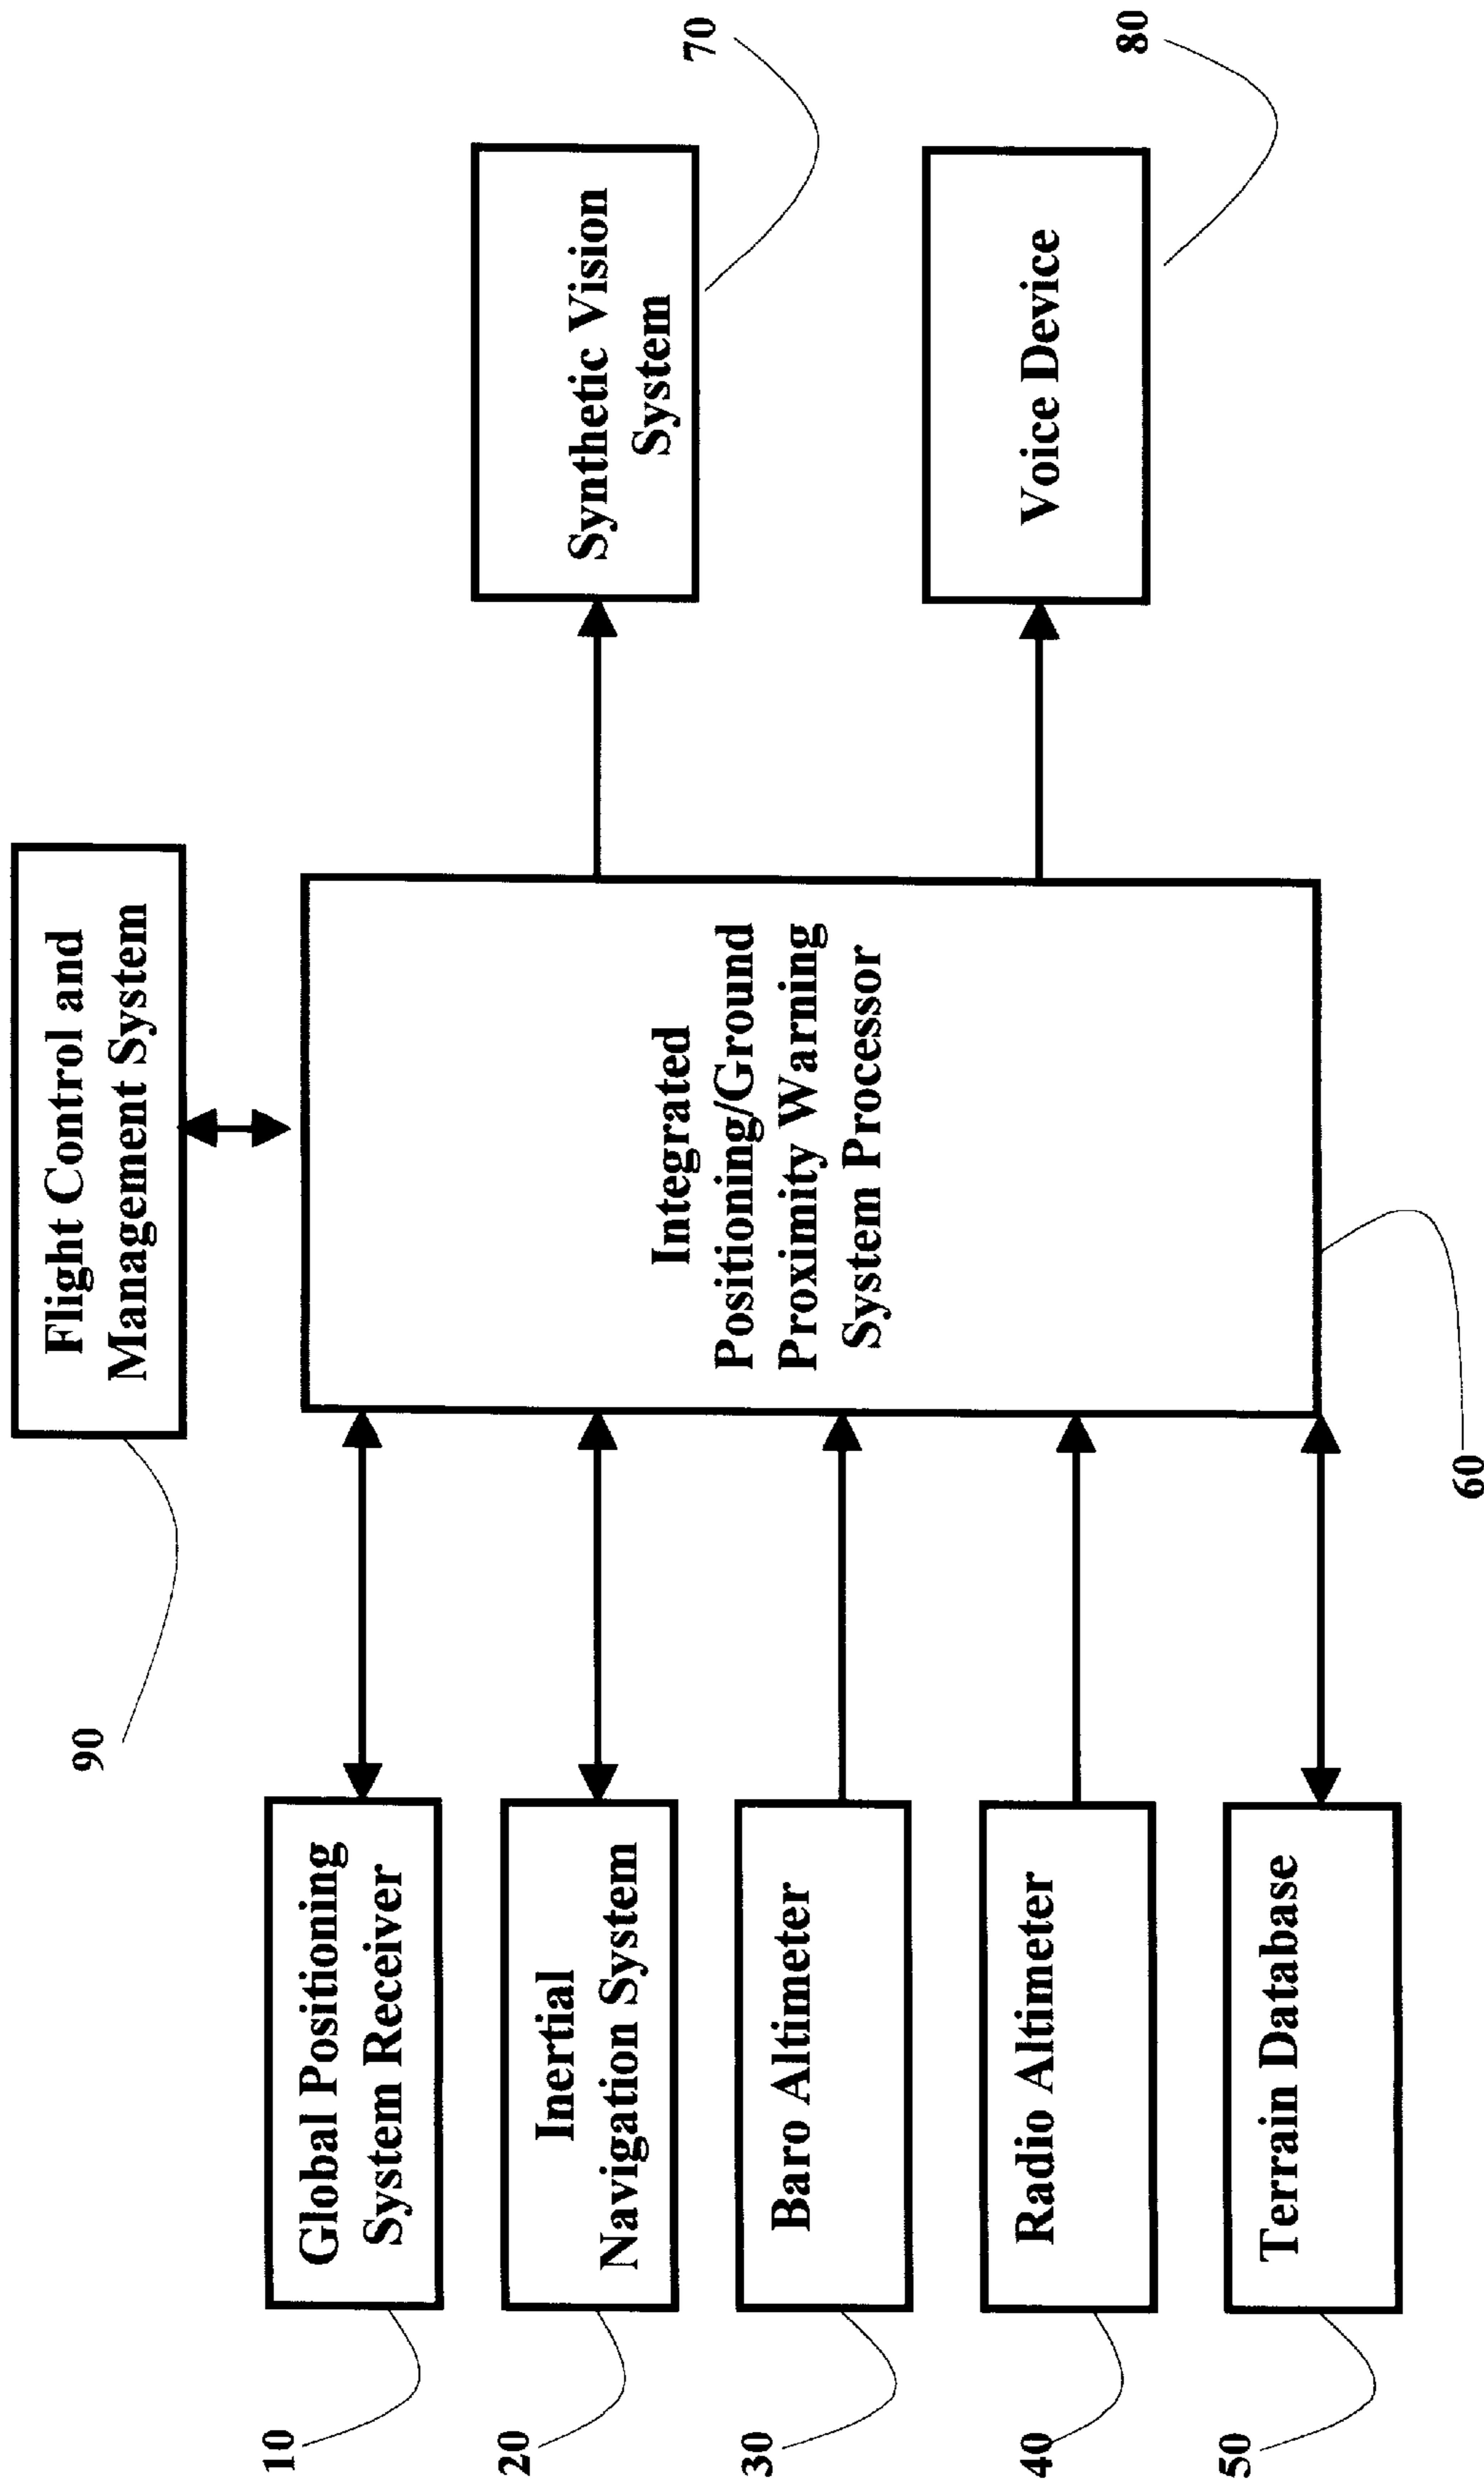 90
Flight Control and
Management System
10
Global Positioning
System Receiver
20
Inertial
Navigation System
30
Baro Altimeter
40
Radio Altimeter
50
Terrain Database
Integrated
Positioning/Ground
Proximity Warning
System Processor
60
Synthetic Vision
System
70
Voice Device
80